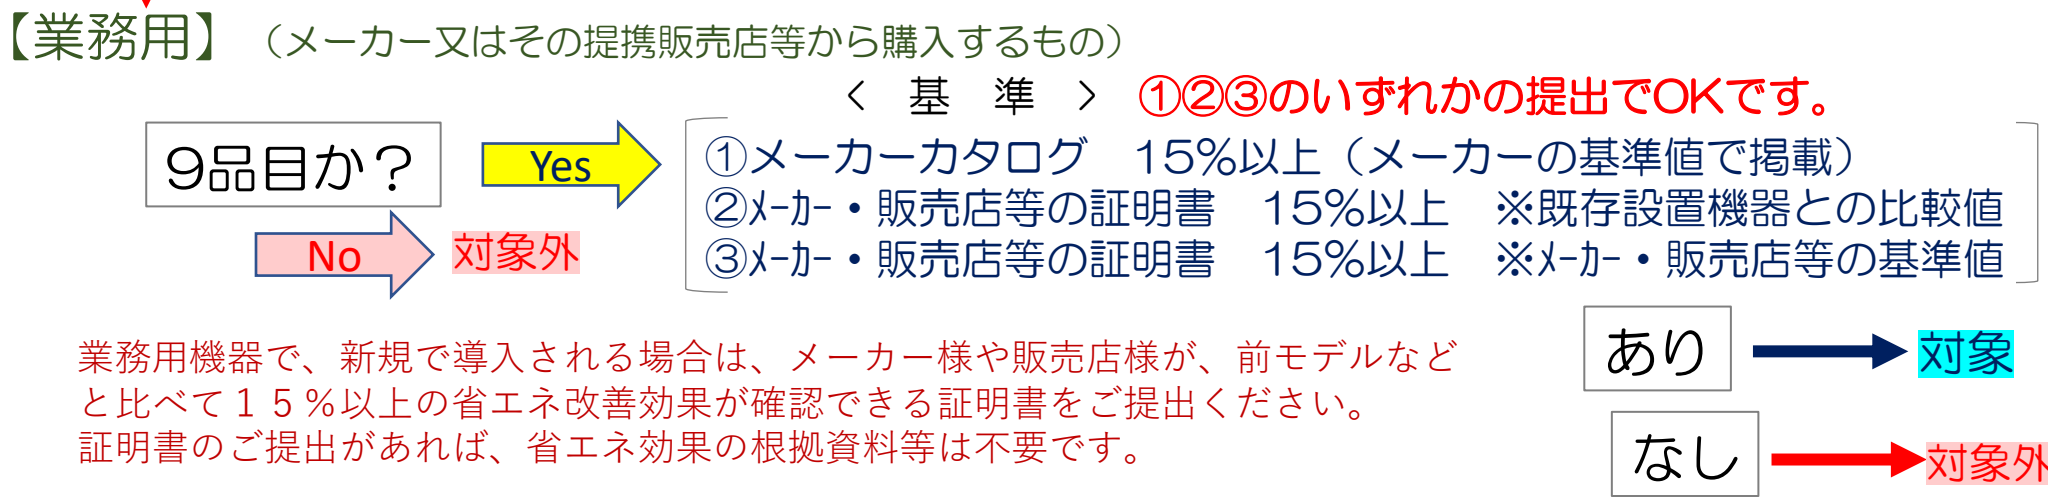 【業務用】（メーカー又はその提携販売店等から購入するもの）
＜ 基 準 ＞ ①②③のいずれかの提出でOKです。
9品目か？
Yes
①メーカーカタログ　15%以上（メーカーの基準値で掲載）
②ﾒｰｶｰ・販売店等の証明書　15%以上　※既存設置機器との比較値
③ﾒｰｶｰ・販売店等の証明書　15%以上　※ﾒｰｶｰ・販売店等の基準値
No
対象外
業務用機器で、新規で導入される場合は、メーカー様や販売店様が、前モデルなど
と比べて１５％以上の省エネ改善効果が確認できる証明書をご提出ください。
証明書のご提出があれば、省エネ効果の根拠資料等は不要です。
あり
対象
なし
対象外